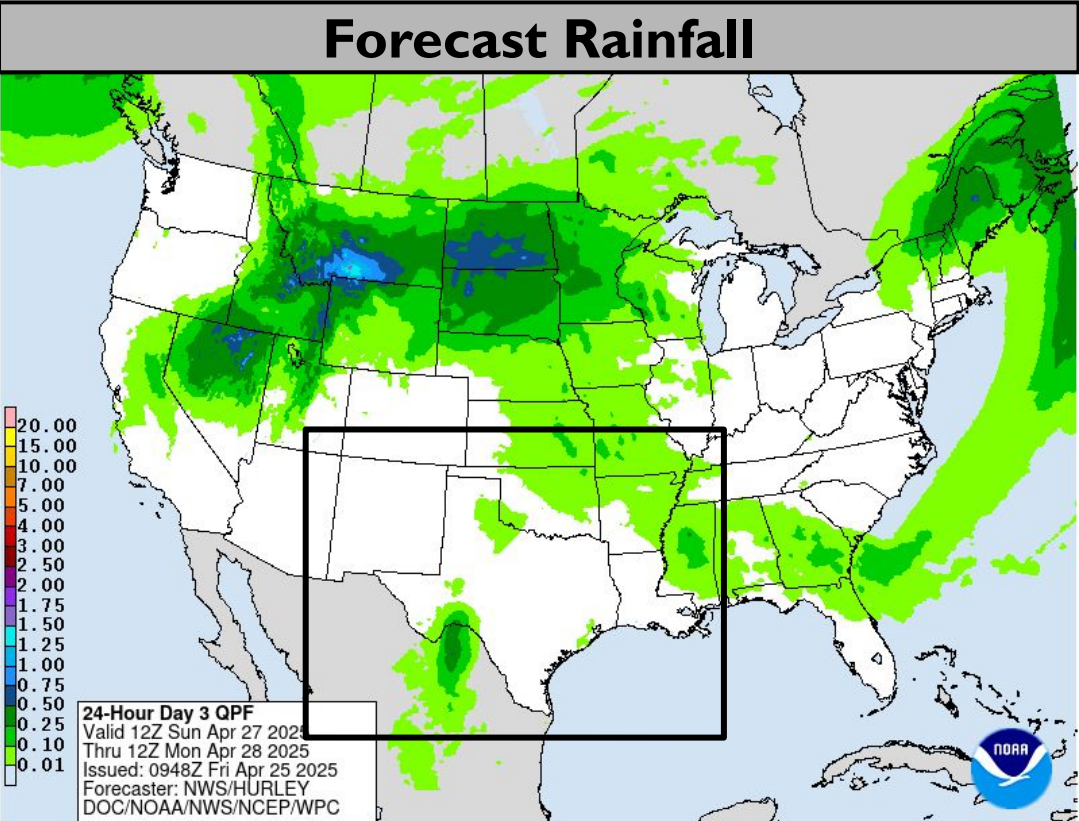 Forecast Rainfall
20.00
15.00
10.00
7.00
5.00
4.00
3.00
2.50
2.00
1.75
1.50
1.25
1.00
0.75
0.50
0.25
0.10
0.01
24-Hour Day 3 QPF
Valid 12Z Sun Apr 27 2025
Thru 12Z Mon Apr 28 2025
Issued: 0948Z Fri Apr 25 2025
Forecaster: NWS/HURLEY
DOC/NOAA/NWS/NCEP/WPC
NOAA